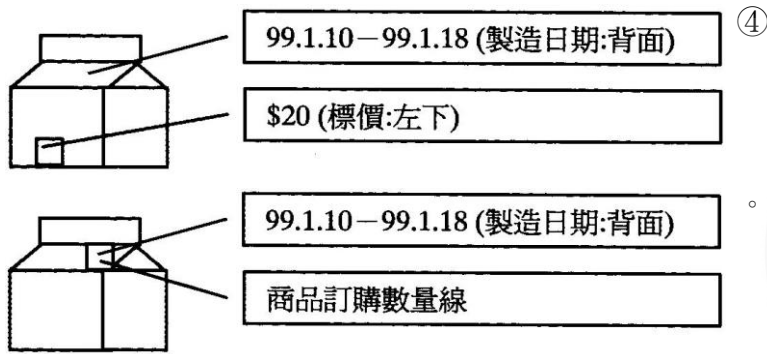 99.1.10－99.1.18 (製造日期:背面)
④
$20 (標價:左下)
。
99.1.10－99.1.18 (製造日期:背面)
商品訂購數量線